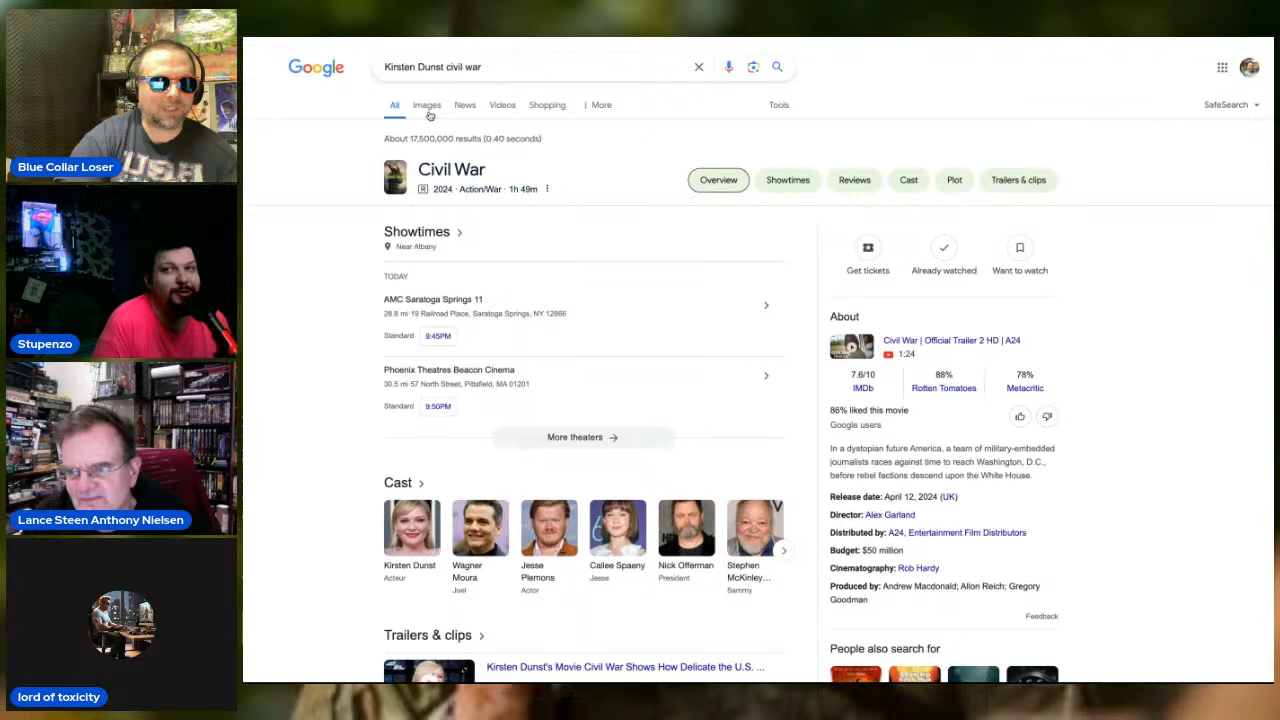 Blue Collar Loser
Stupenzo
Lance Steen Anthony Nielsen
lord of toxicity
Google
Kirsten Dunst civil war
All
Images
News
Videos
Shopping
More
Tools
SafeSearch
About 17,500,000 results (0.40 seconds)
Civil War
R 2024 · Action/War · 1h 49m
Overview
Showtimes
Reviews
Cast
Plot
Trailers & clips
Showtimes
Near Albany
TODAY
AMC Saratoga Springs 11
28.8 mi·19 Railroad Place, Saratoga Springs, NY 12866
Standard 9:45PM
Phoenix Theatres Beacon Cinema
30.5 mi·57 North Street, Pittsfield, MA 01201
Standard 9:50PM
More theaters
Cast
Kirsten Dunst
Acteur
Wagner
Moura
Joel
Jesse
Plemons
Actor
Cailee Spaeny
Jesse
Nick Offerman
President
Stephen
McKinley...
Sammy
Trailers & clips
Kirsten Dunst's Movie Civil War Shows How Delicate the U.S. ...
Get tickets
Already watched
Want to watch
About
Civil War | Official Trailer 2 HD | A24
1:24
7.6/10
IMDb
88%
Rotten Tomatoes
78%
Metacritic
86% liked this movie
Google users
In a dystopian future America, a team of military-embedded
journalists races against time to reach Washington, D.C.,
before rebel factions descend upon the White House.
Release date: April 12, 2024 (UK)
Director: Alex Garland
Distributed by: A24, Entertainment Film Distributors
Budget: $50 million
Cinematography: Rob Hardy
Produced by: Andrew Macdonald; Allon Reich; Gregory
Goodman
Feedback
People also search for